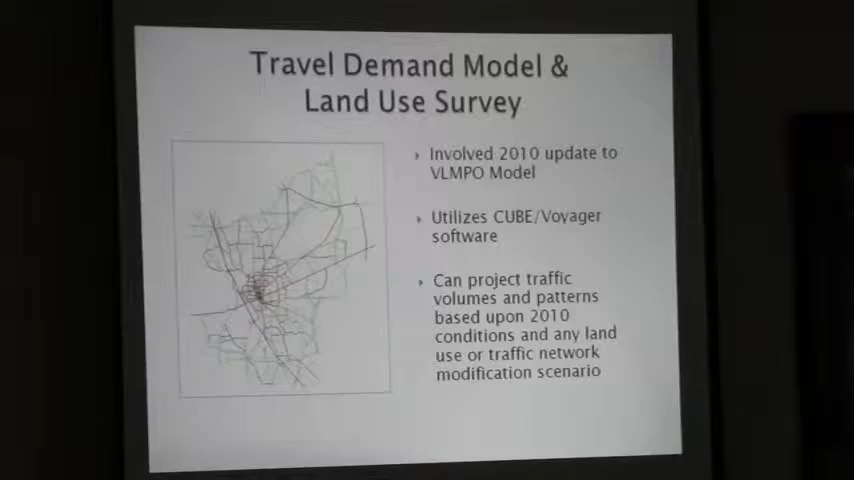 Travel Demand Model &
Land Use Survey
Involved 2010 update to
VLMPO Model
Utilizes CUBE/Voyager
software
Can project traffic
volumes and patterns
based upon 2010
conditions and any land
use or traffic network
modification scenario